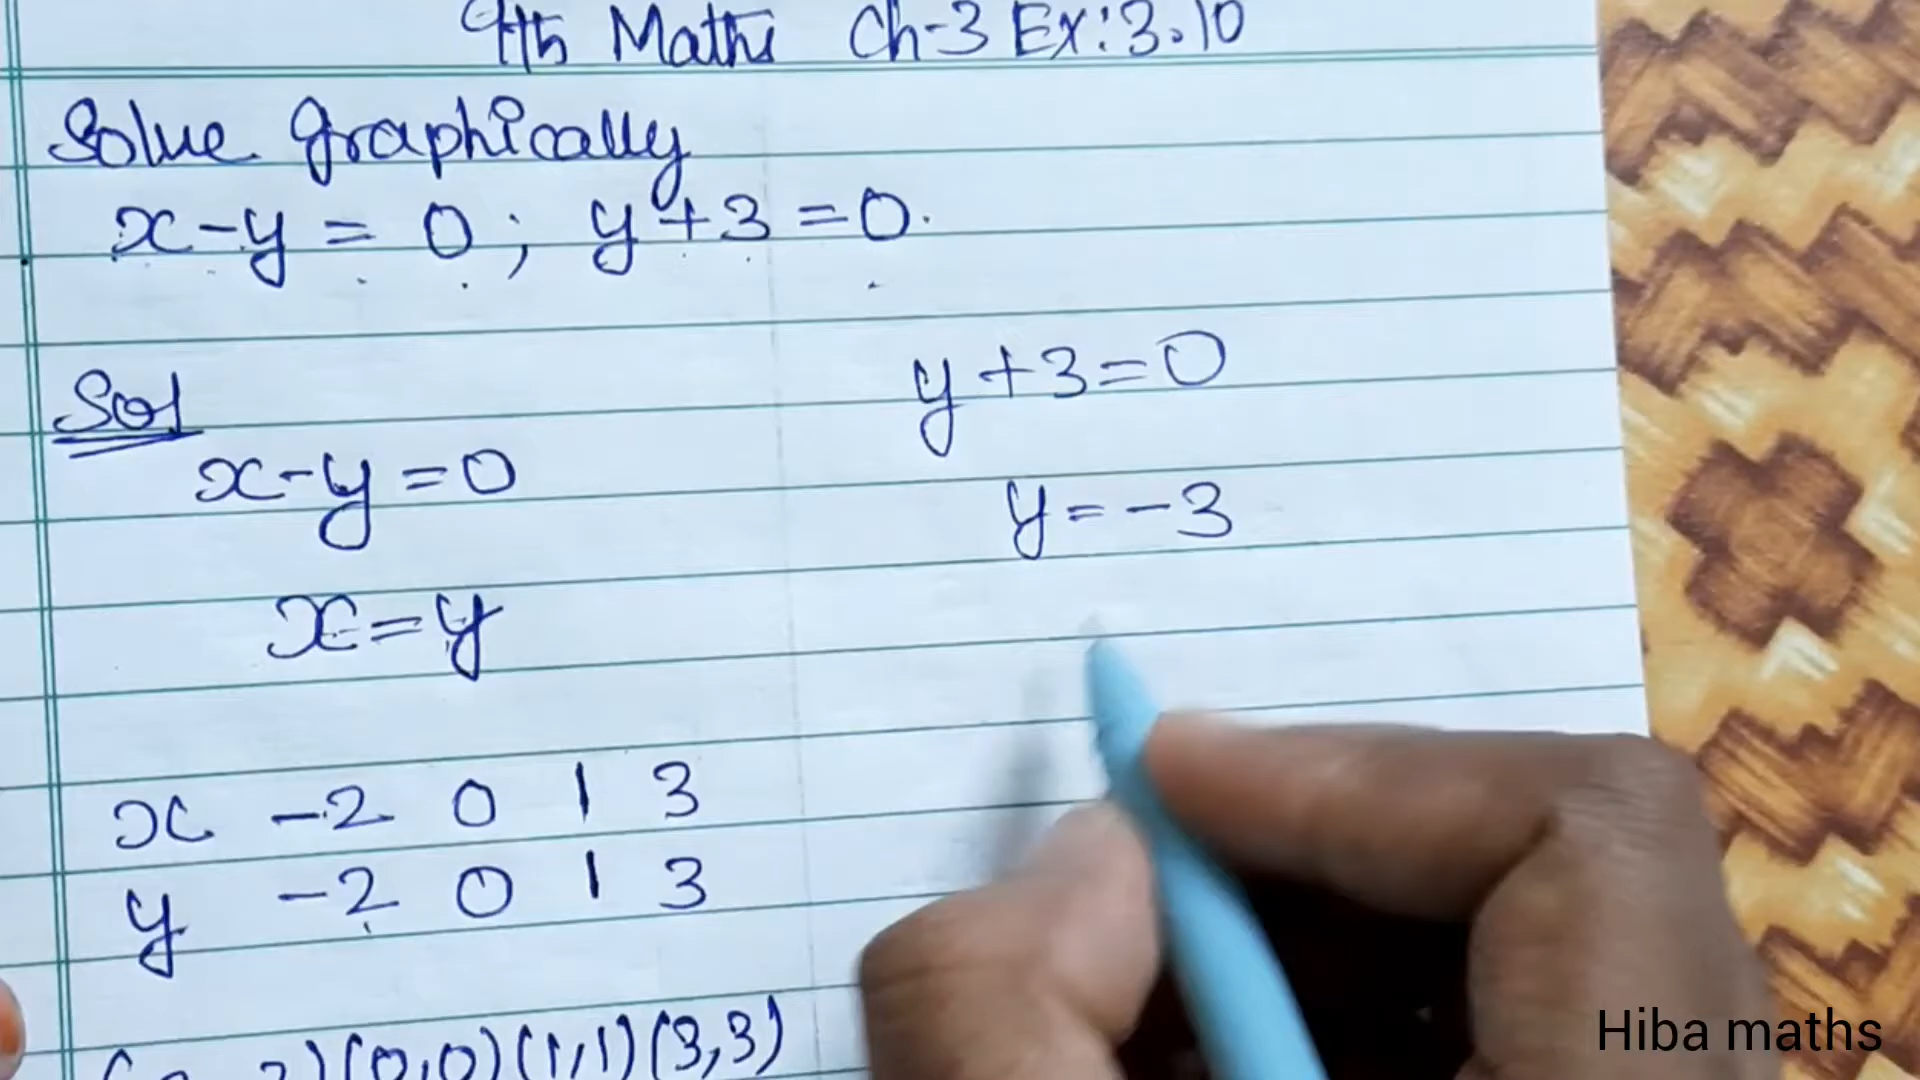 9th Maths Ch-3 Ex:3.10
Solve graphically
x-y = 0; y+3=0.
Sol
x-y=0
x=y
x -2 0 1 3
y -2 0 1 3
(0,0)(1,1)(3,3)
y+3=0
y=-3
Hiba maths